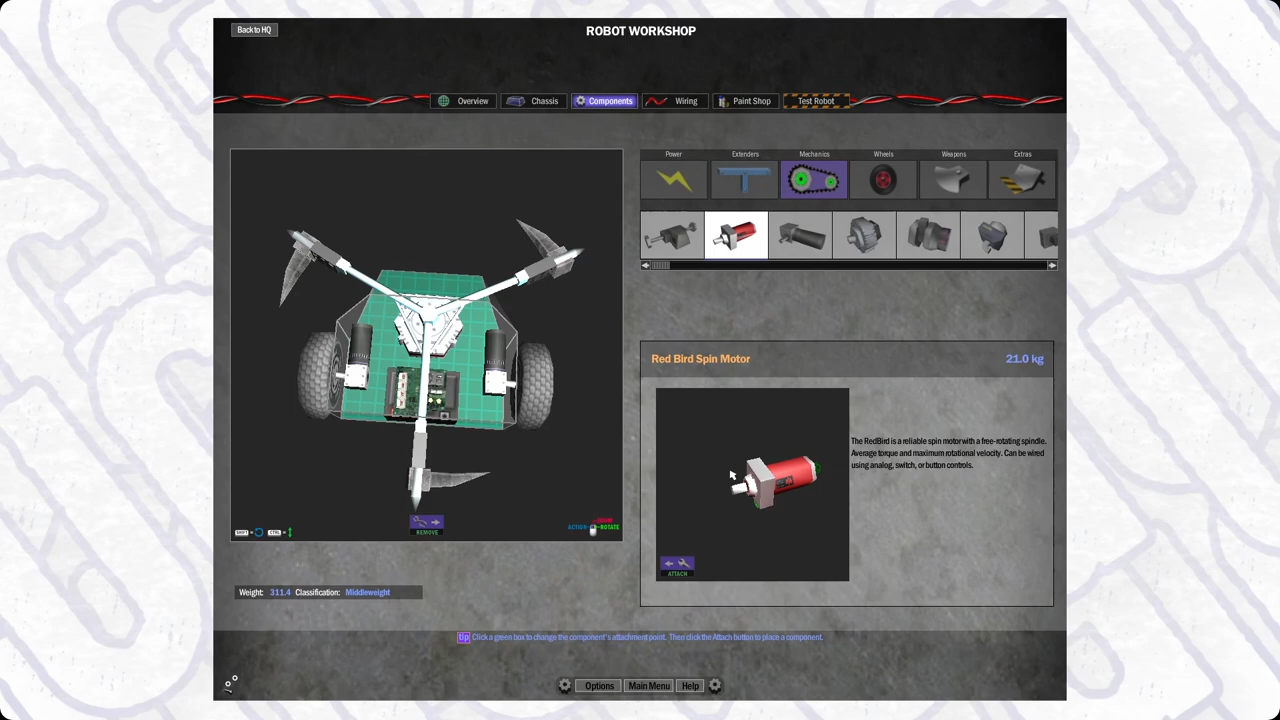 Back to HQ
ROBOT WORKSHOP
Overview
Chassis
Components
Wiring
Paint Shop
Test Robot
Power
Extenders
Mechanics
Wheels
Weapons
Extras
Red Bird Spin Motor
21.0 kg
The RedBird is a reliable spin motor with a free-rotating spindle.
Average torque and maximum rotational velocity. Can be wired
using analog, switch, or button controls.
ATTACH
SHIFT =
CTRL =
REMOVE
ACTION
ROTATE
Weight: 311.4 Classification: Middleweight
tip Click a green box to change the component's attachment point. Then click the Attach button to place a component.
Options
Main Menu
Help